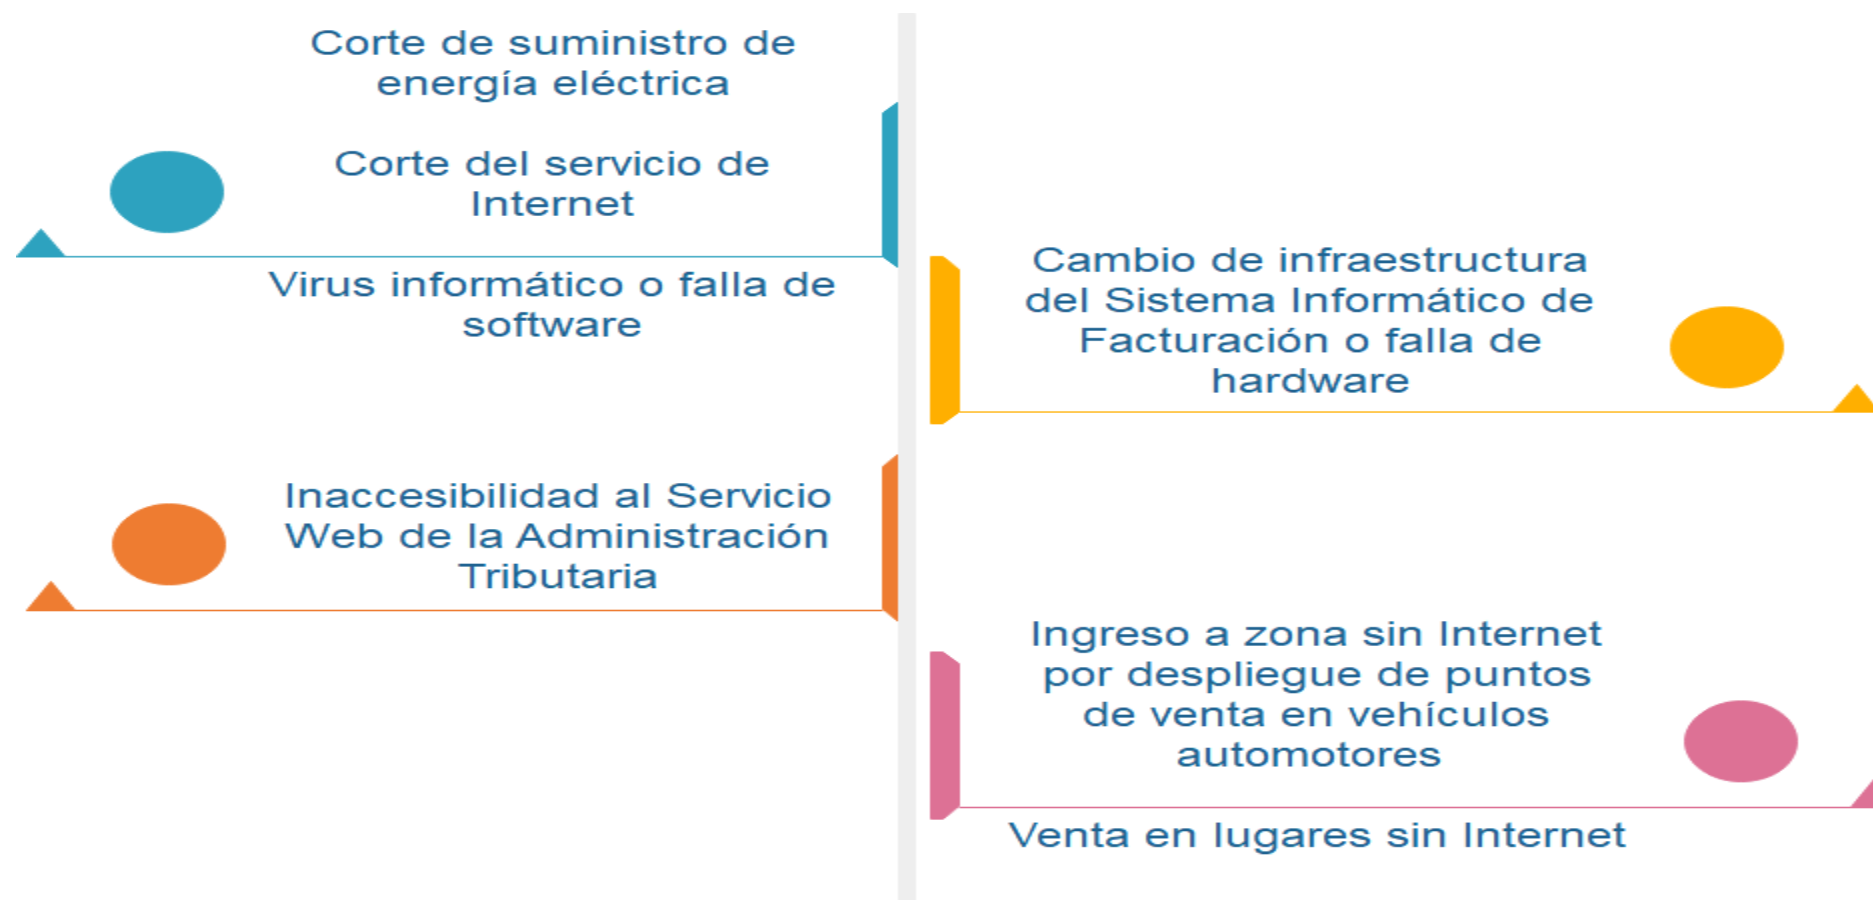 Corte de suministro de
energía eléctrica
Corte del servicio de
Internet
Virus informático o falla de
software
Inaccesibilidad al Servicio
Web de la Administración
Tributaria
Cambio de infraestructura
del Sistema Informático de
Facturación o falla de
hardware
Ingreso a zona sin Internet
por despliegue de puntos
de venta en vehículos
automotores
Venta en lugares sin Internet